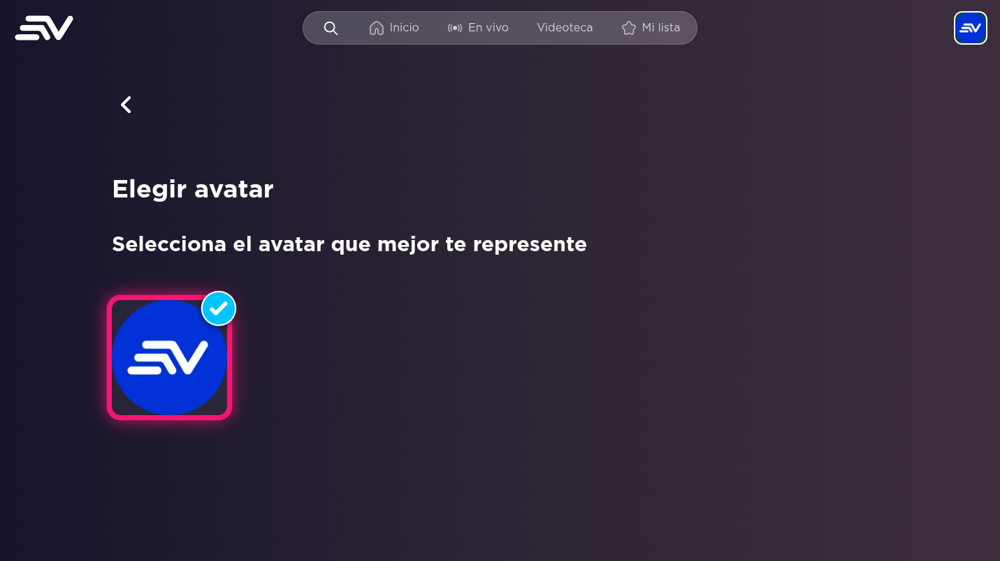 Inicio
En vivo
Videoteca
Mi lista
Elegir avatar
Selecciona el avatar que mejor te represente